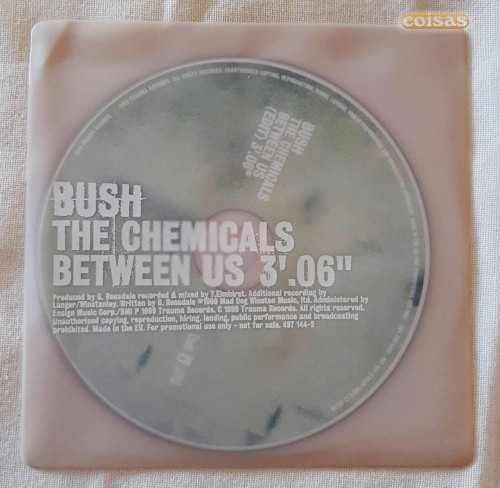 coisas
BUSH
THE CHEMICALS
BETWEEN US
(EDIT) 3'.06"
BUSH
THE CHEMICALS
BETWEEN US 3'.06"
Produced by G. Rossdale recorded & mixed by T.Elmhirst. Additional recording by
Langer/Winstanley. Written by G. Rossdale ©1999 Mad Dog Winston Music, ltd. Administered by
Ensign Music Corp./BMI P 1999 Trauma Records. C 1999 Trauma Records. All rights reserved.
Unauthorised copying, reproduction, hiring, lending, public performance and broadcasting
prohibited. Made in the EU. For promotional use only - not for sale. 497 144-2